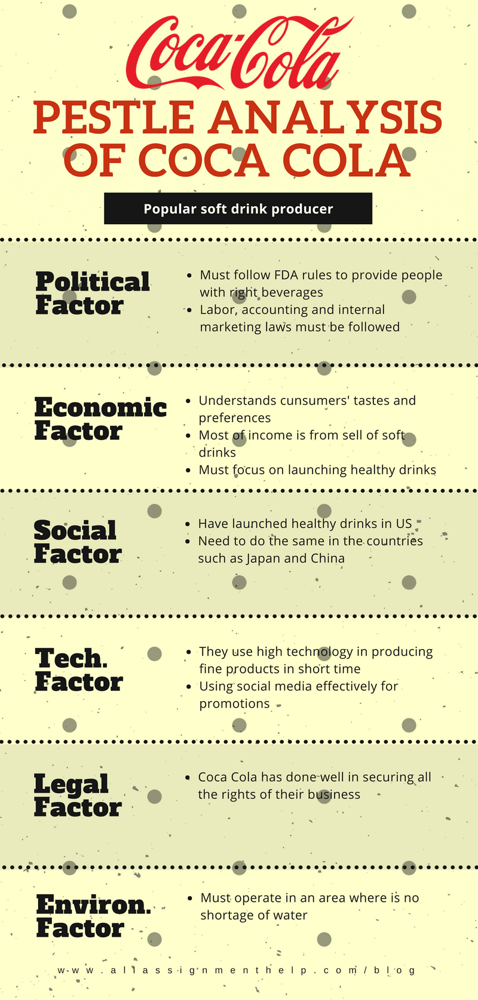 Coca-Cola
PESTLE ANALYSIS
OF COCA COLA
Popular soft drink producer
Political
Factor
• Must follow FDA rules to provide people
with right beverages
• Labor, accounting and internal
marketing laws must be followed
Economic
Factor
• Understands cunsumers' tastes and
preferences
• Most of income is from sell of soft
drinks
• Must focus on launching healthy drinks
Social
Factor
• Have launched healthy drinks in US
• Need to do the same in the countries
such as Japan and China
Tech.
Factor
• They use high technology in producing
fine products in short time
• Using social media effectively for
promotions
Legal
Factor
• Coca Cola has done well in securing all
the rights of their business
Environ.
Factor
• Must operate in an area where is no
shortage of water
www.allassignmenthelp.com/blog